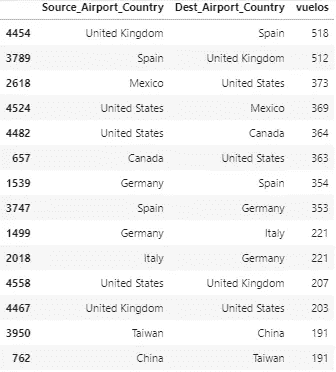 Source_Airport_Country Dest_Airport_Country vuelos
4454 United Kingdom Spain 518
3789 Spain United Kingdom 512
2618 Mexico United States 373
4524 United States Mexico 369
4482 United States Canada 364
657 Canada United States 363
1539 Germany Spain 354
3747 Spain Germany 353
1499 Germany Italy 221
2018 Italy Germany 221
4558 United States United Kingdom 207
4467 United Kingdom United States 203
3950 Taiwan China 191
762 China Taiwan 191